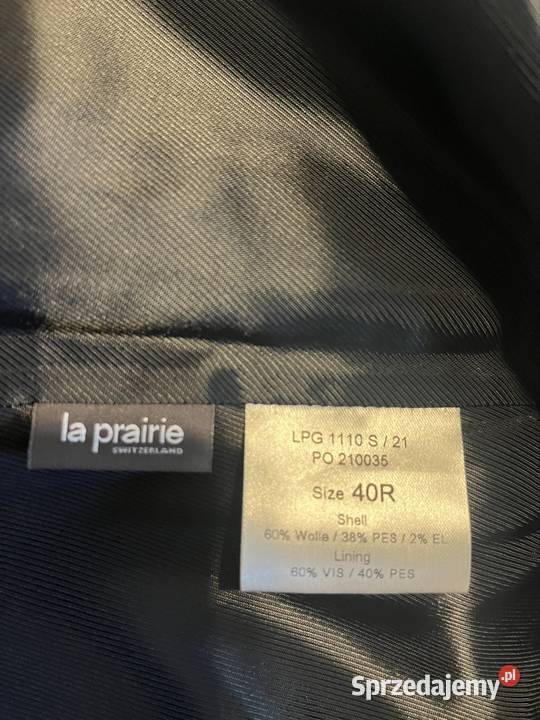 la prairie
SWITZERLAND
LPG 1110 S / 21
PO 210035
Size 40R
Shell
60% Wolle / 38% PES / 2% EL
Lining
60% VIS / 40% PES
Sprzedajemy.pl